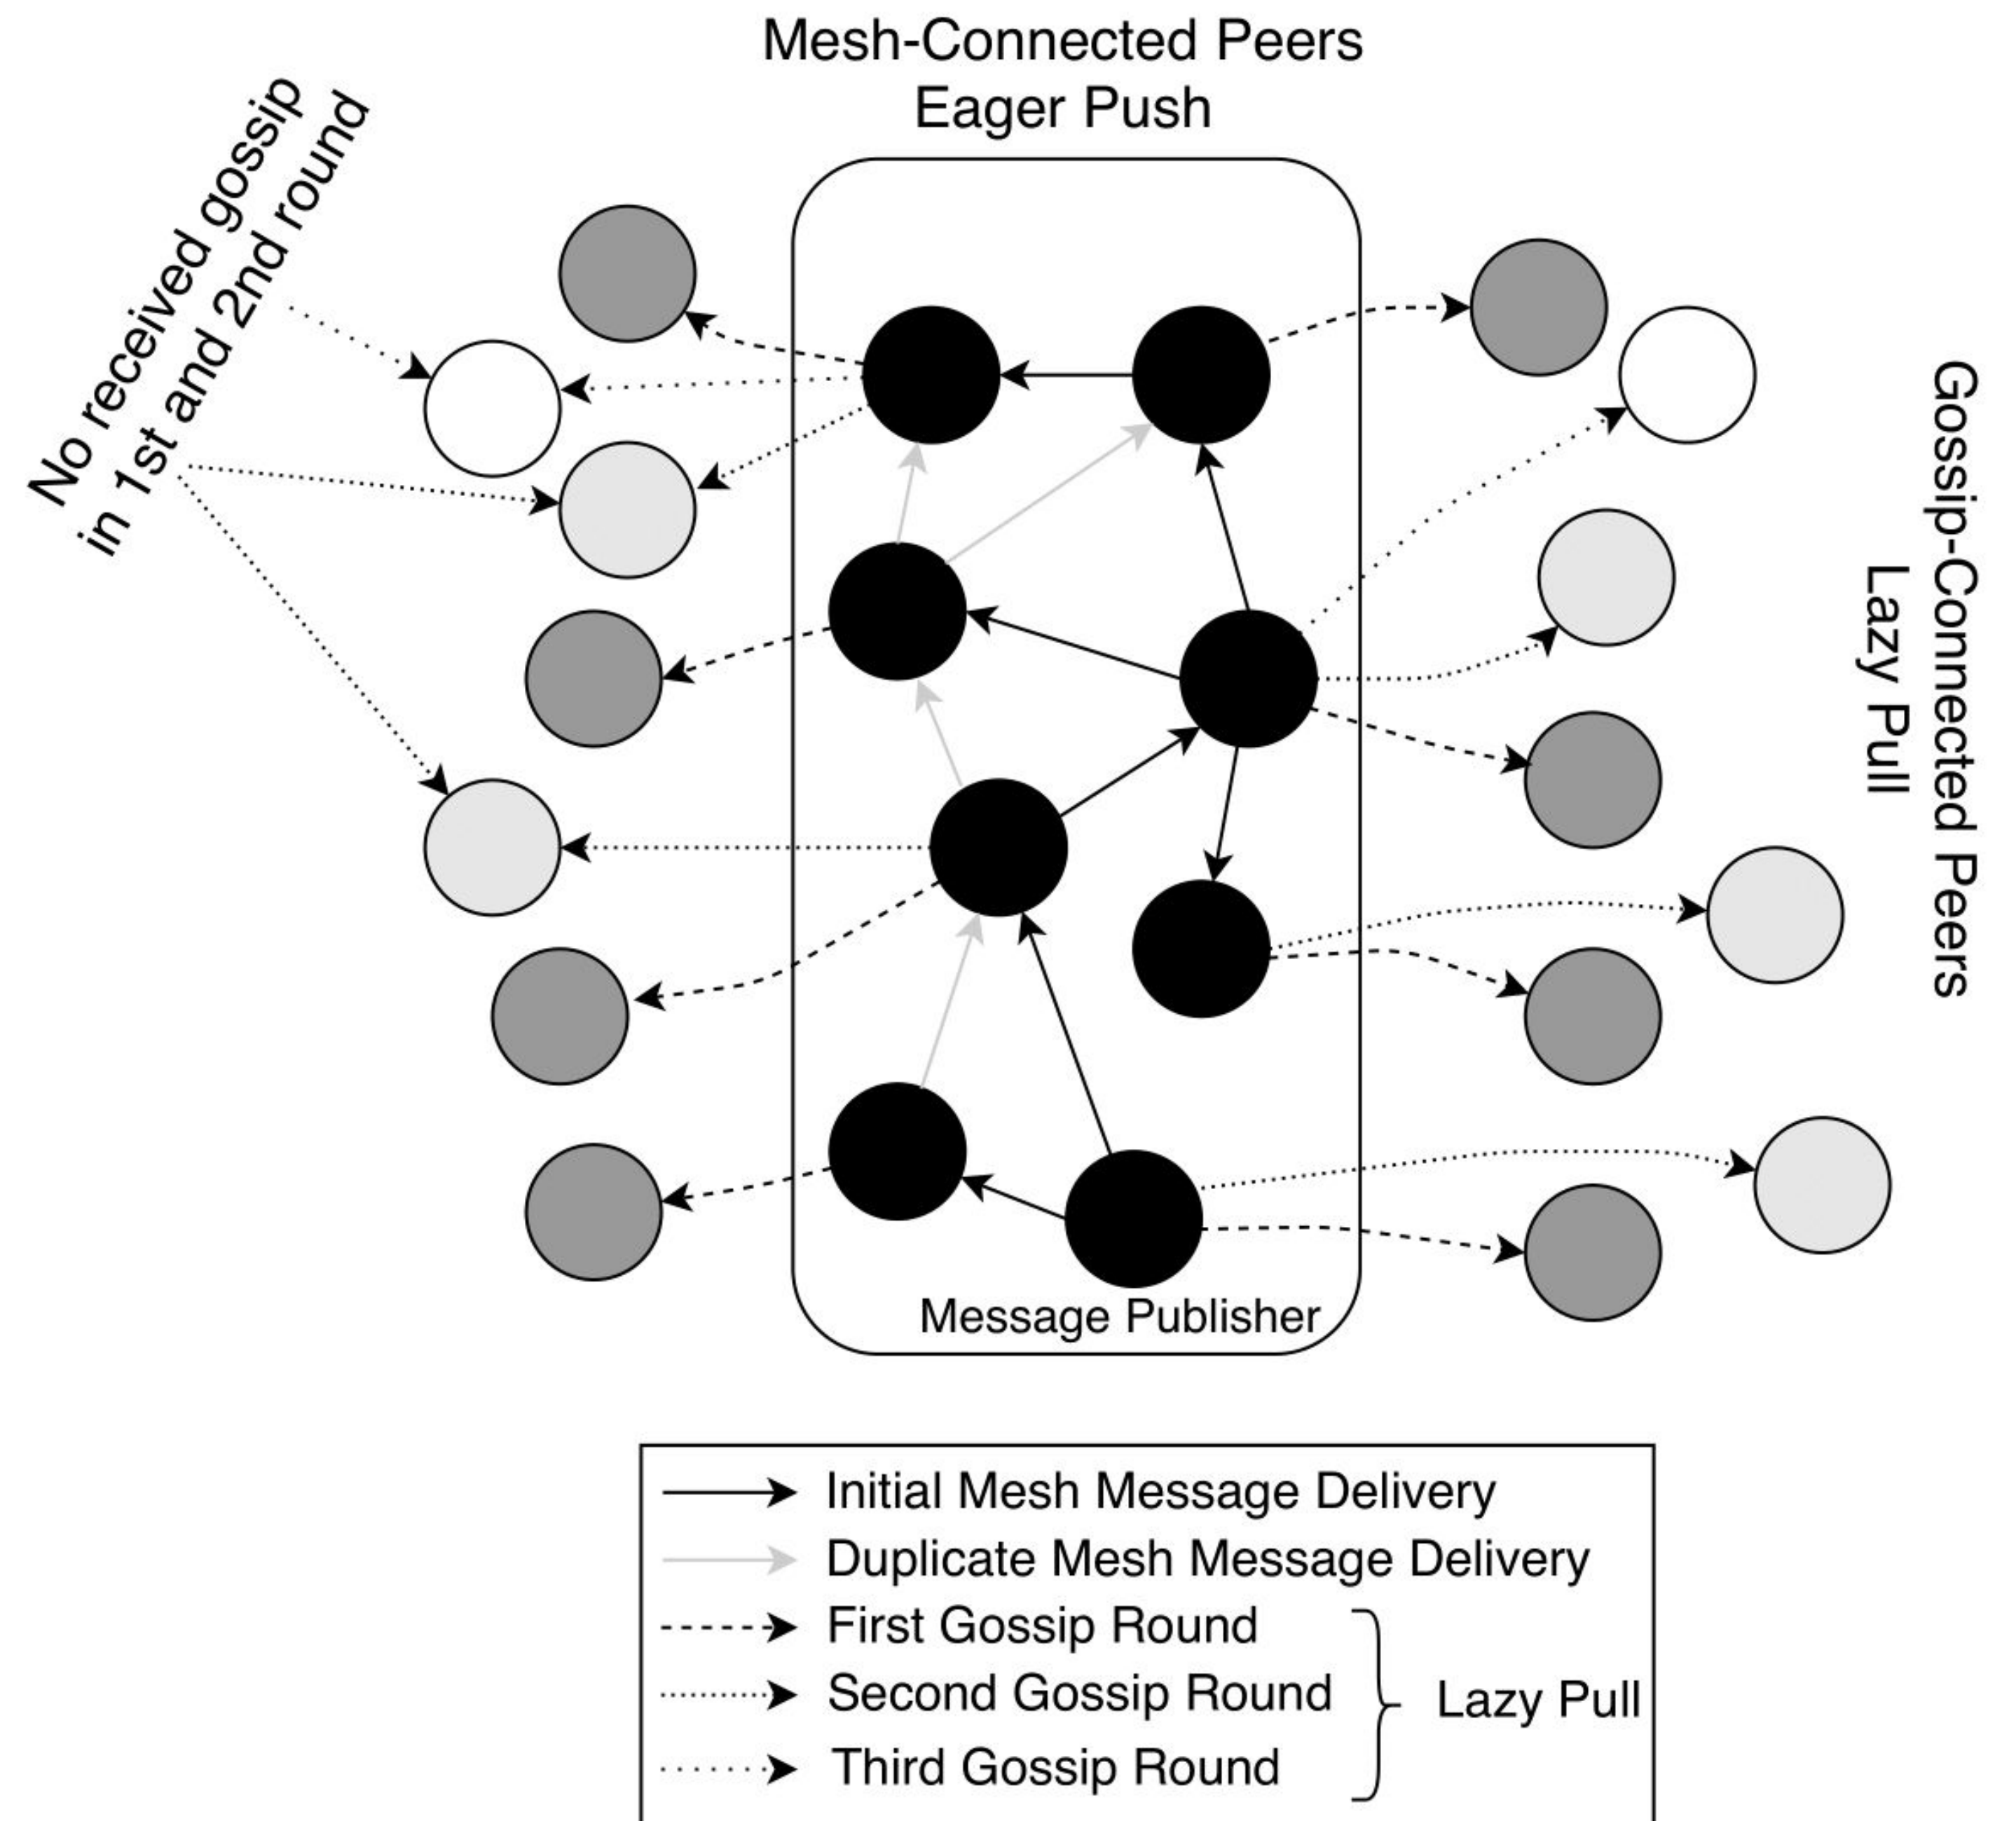 Mesh-Connected Peers
Eager Push
No received gossip
in 1st and 2nd round
Gossip-Connected Peers
Lazy Pull
Message Publisher
Initial Mesh Message Delivery
Duplicate Mesh Message Delivery
First Gossip Round
Second Gossip Round
Lazy Pull
Third Gossip Round